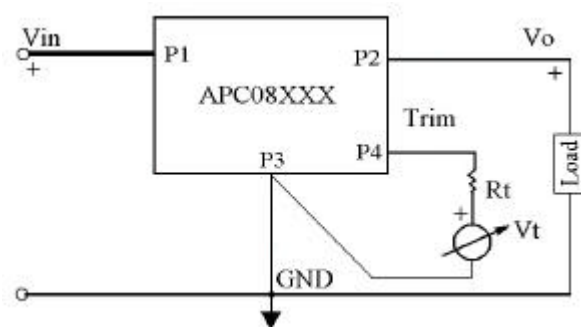 Vin
+
P1
P2
Vo
+
APC08XXX
Trim
P3
P4
Rt
Load
+
Vt
GND